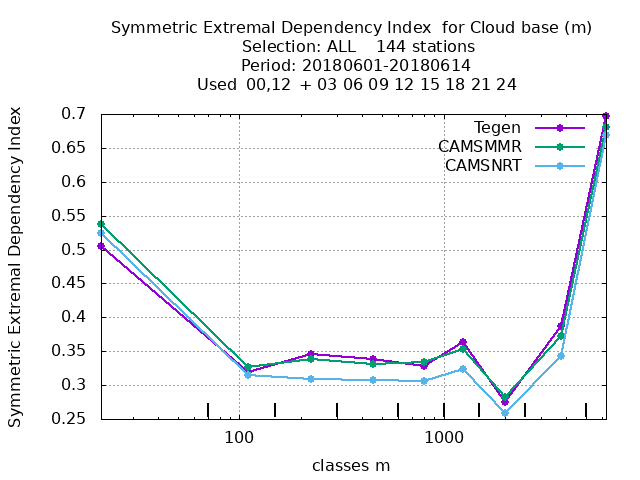 Symmetric Extremal Dependency Index  for Cloud base (m)
Selection: ALL    144 stations
Period: 20180601-20180614
Used  00,12  + 03 06 09 12 15 18 21 24
Symmetric Extremal Dependency Index
0.7
0.65
0.6
0.55
0.5
0.45
0.4
0.35
0.3
0.25
Tegen
CAMSMMR
CAMSNRT
100
1000
classes m